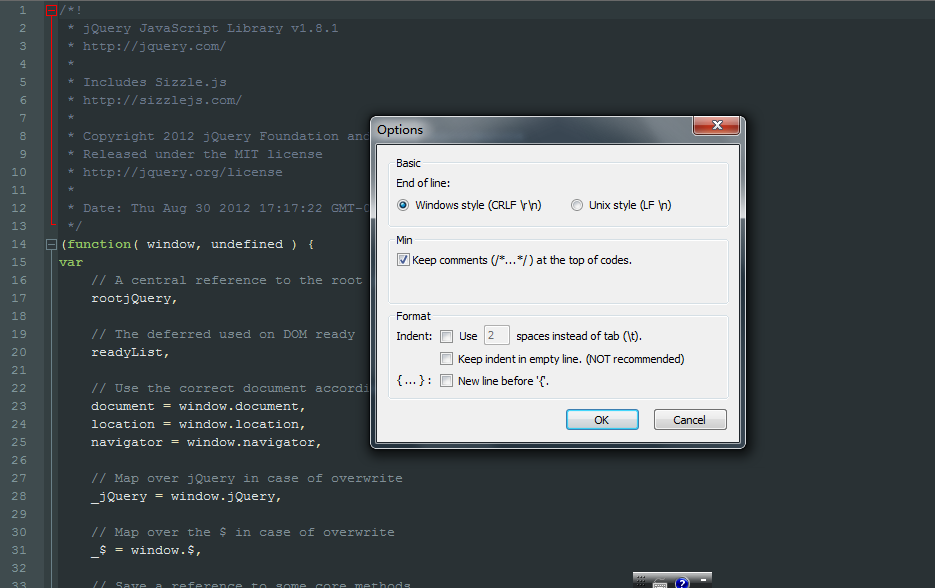 1 /*!
2 * jQuery JavaScript Library v1.8.1
3 * http://jquery.com/
4 *
5 * Includes Sizzle.js
6 * http://sizzlejs.com/
7 *
8 * Copyright 2012 jQuery Foundation and
9 * Released under the MIT license
10 * http://jquery.org/license
11 *
12 * Date: Thu Aug 30 2012 17:17:22 GMT-0
13 */
14 (function( window, undefined ) {
15 var
16 // A central reference to the root
17 rootjQuery,
18
19 // The deferred used on DOM ready
20 readyList,
21
22 // Use the correct document accordi
23 document = window.document,
24 location = window.location,
25 navigator = window.navigator,
26
27 // Map over jQuery in case of overwrite
28 _jQuery = window.jQuery,
29
30 // Map over the $ in case of overwrite
31 _$ = window.$,
32
33 // Save a reference to some core methods
Options
Basic
End of line:
Windows style (CRLF \r\n) Unix style (LF \n)
Min
Keep comments (/*...*/) at the top of codes.
Format
Indent: Use 2 spaces instead of tab (\t).
Keep indent in empty line. (NOT recommended)
{ ... } : New line before '{'.
OK Cancel